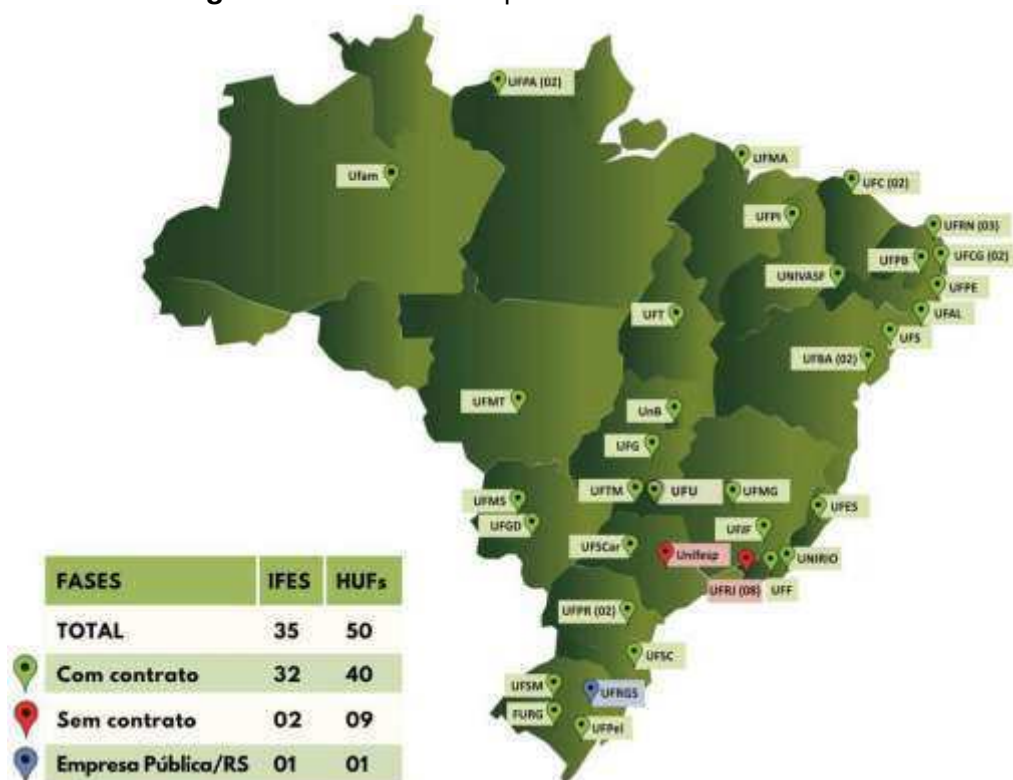 UFPA (02)
UFMA
Ufam
UFC (02)
UFPI
UFRN (03)
UFPB
UFCG (02)
UNIVASF
UFPE
UFT
UFAL
UFS
UFBA (02)
UFMT
UnB
UFG
UFTM
UFU
UFMG
UFMS
UFES
UFGD
UFJF
UFSCar
Unifesp
UNIRIO
UFRJ (08)
UFF
UFPR (02)
UFSC
UFSM
UFRGS
FURG
UFPel
FASES IFES HUFs
TOTAL 35 50
Com contrato 32 40
Sem contrato 02 09
Empresa Pública/RS 01 01